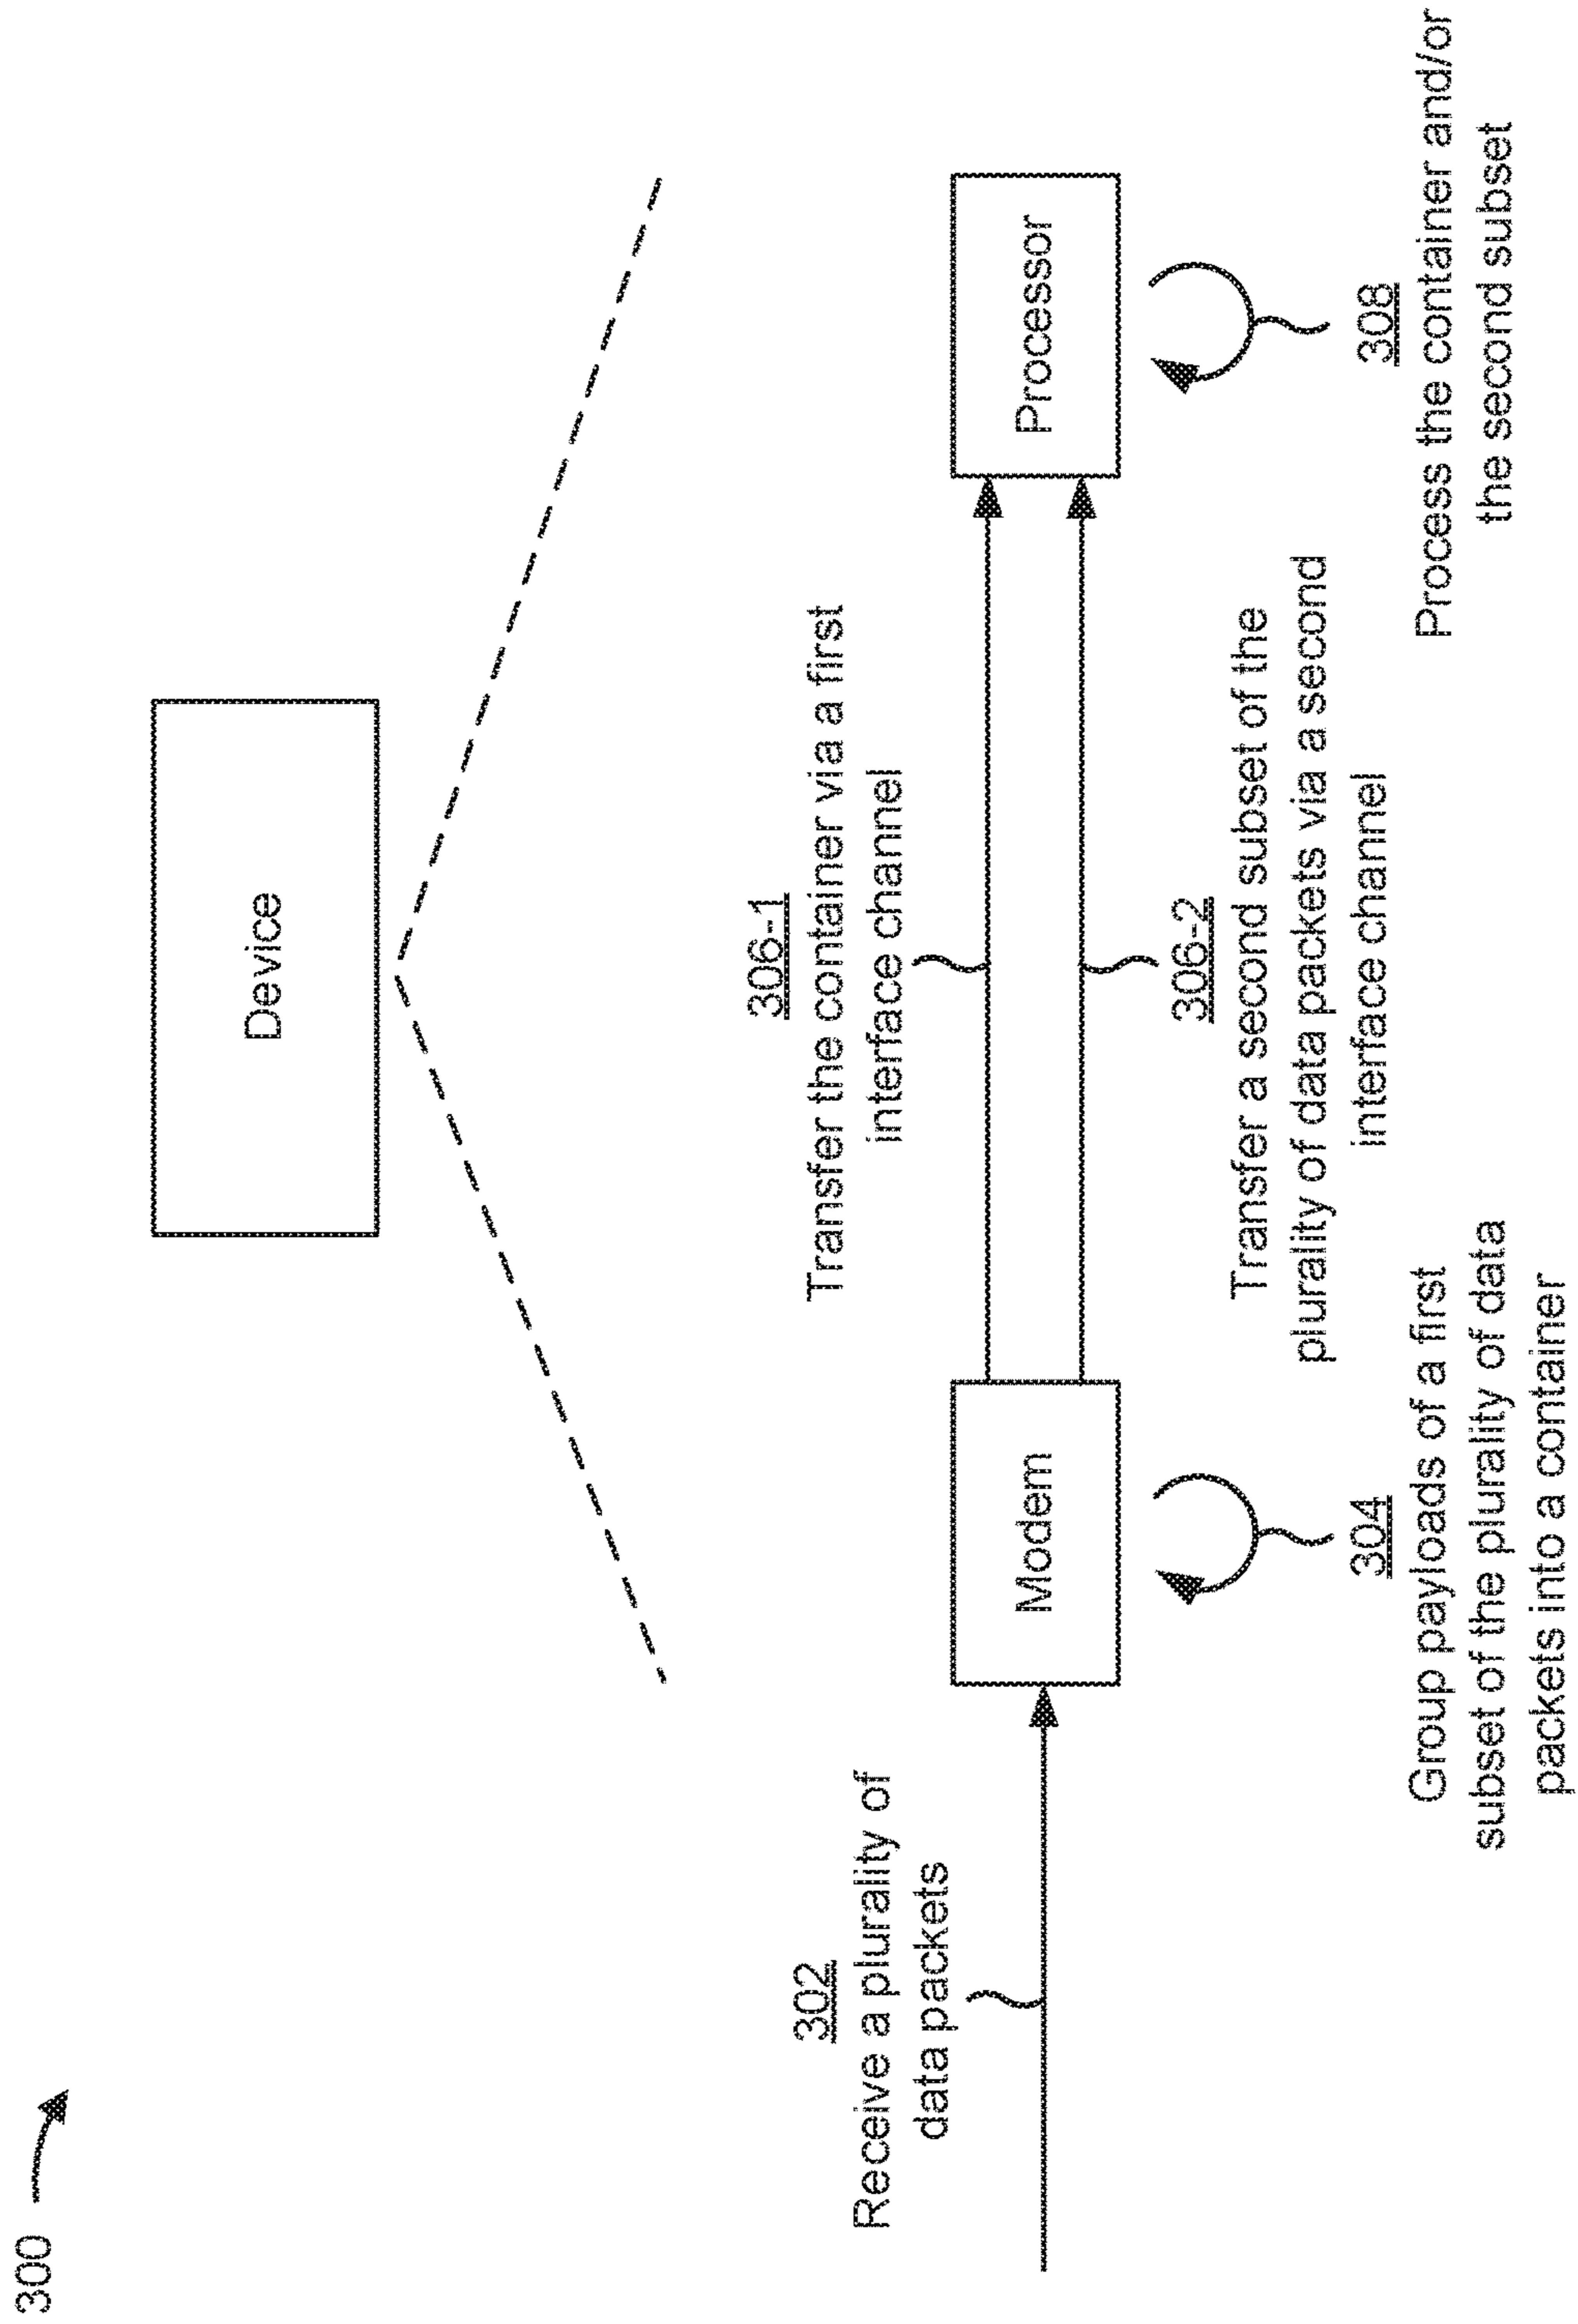 300
Device
306-1
Transfer the container via a first
interface channel
302
Receive a plurality of
data packets
Modem
Processor
306-2
Transfer a second subset of the
plurality of data packets via a second
interface channel
304
Group payloads of a first
subset of the plurality of data
packets into a container
308
Process the container and/or
the second subset